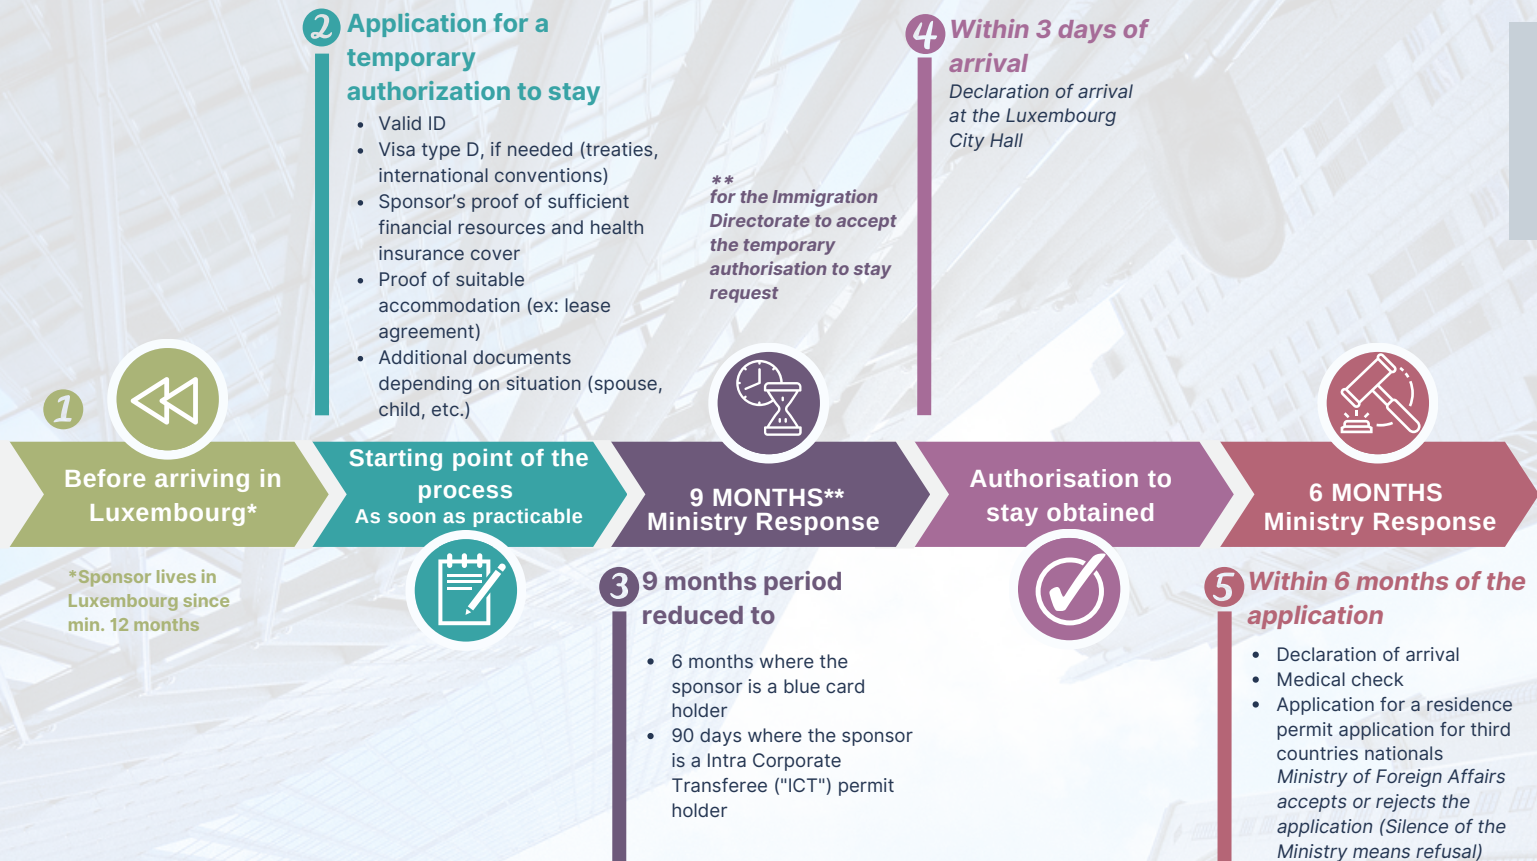 2 Application for a
temporary
authorization to stay
• Valid ID
• Visa type D, if needed (treaties,
international conventions)
• Sponsor’s proof of sufficient
financial resources and health
insurance cover
• Proof of suitable
accommodation (ex: lease
agreement)
• Additional documents
depending on situation (spouse,
child, etc.)
**
for the Immigration
Directorate to accept
the temporary
authorisation to stay
request
4 Within 3 days of
arrival
Declaration of arrival
at the Luxembourg
City Hall
1
Before arriving in
Luxembourg*
Starting point of the
process
As soon as practicable
9 MONTHS**
Ministry Response
Authorisation to
stay obtained
6 MONTHS
Ministry Response
*Sponsor lives in
Luxembourg since
min. 12 months
3 9 months period
reduced to
• 6 months where the
sponsor is a blue card
holder
• 90 days where the sponsor
is a Intra Corporate
Transferee ("ICT") permit
holder
5 Within 6 months of the
application
• Declaration of arrival
• Medical check
• Application for a residence
permit application for third
countries nationals
Ministry of Foreign Affairs
accepts or rejects the
application (Silence of the
Ministry means refusal)